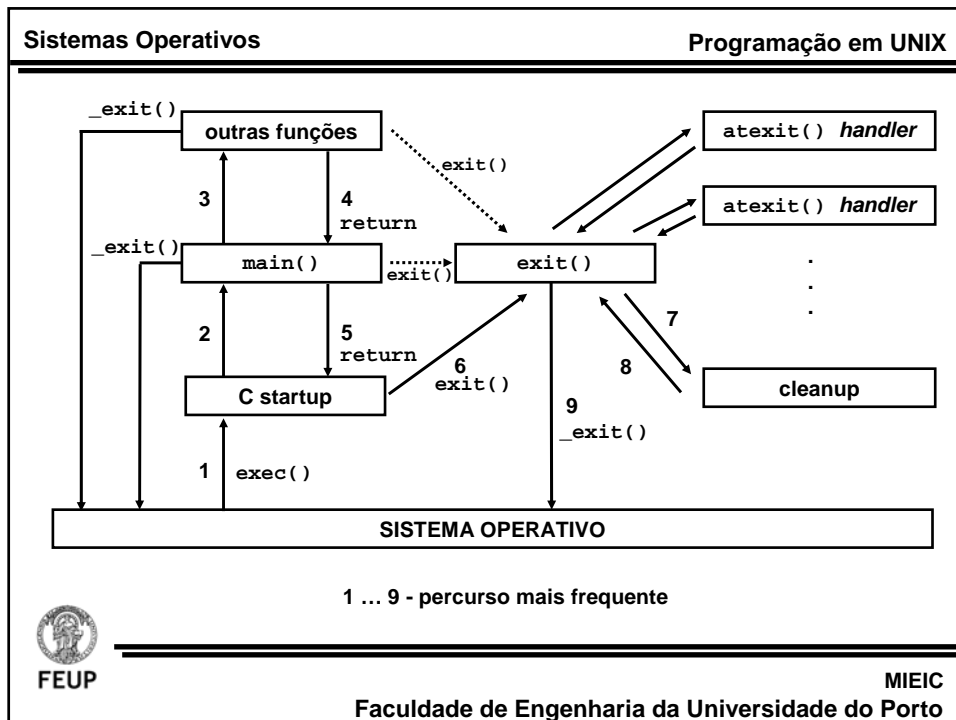 Sistemas Operativos
Programação em UNIX
_exit()
outras funções
atexit() handler
exit()
3
4
return
atexit() handler
_exit()
main()
exit()
exit()
.
.
.
2
5
return
6
exit()
7
8
C startup
cleanup
9
_exit()
1
exec()
SISTEMA OPERATIVO
1 ... 9 - percurso mais frequente
FEUP
MIEIC
Faculdade de Engenharia da Universidade do Porto